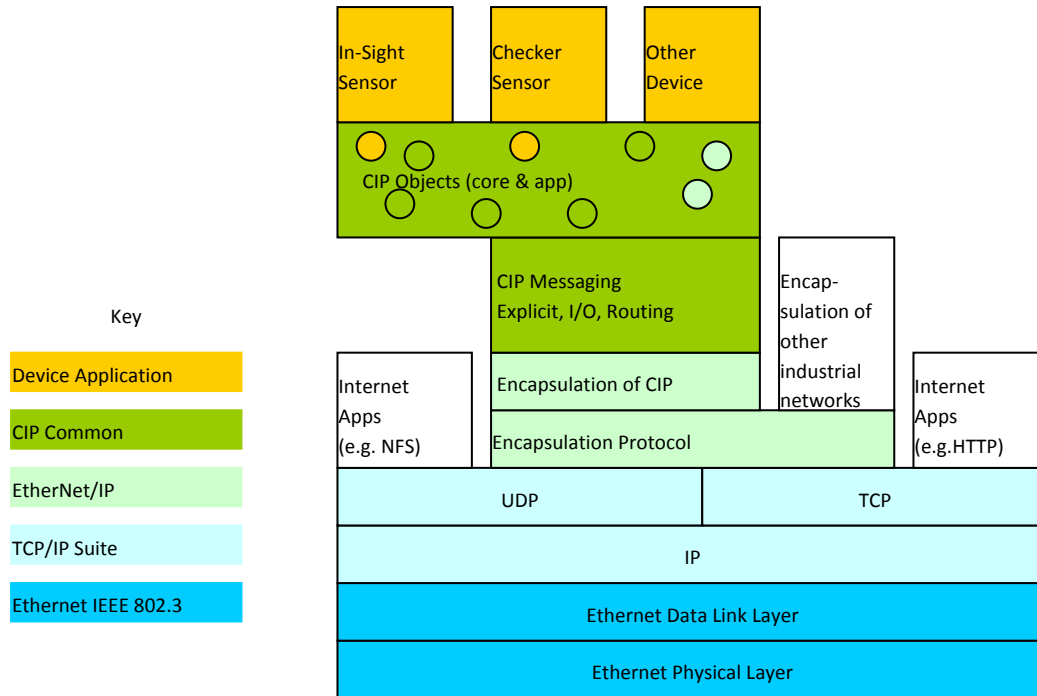 In-Sight
Sensor
Checker
Sensor
Other
Device
CIP Objects (core & app)
CIP Messaging
Explicit, I/O, Routing
Encap-
sulation of
other
industrial
networks
Key
Device Application
CIP Common
EtherNet/IP
TCP/IP Suite
Ethernet IEEE 802.3
Internet
Apps
(e.g. NFS)
Encapsulation of CIP
Encapsulation Protocol
Internet
Apps
(e.g.HTTP)
UDP
TCP
IP
Ethernet Data Link Layer
Ethernet Physical Layer